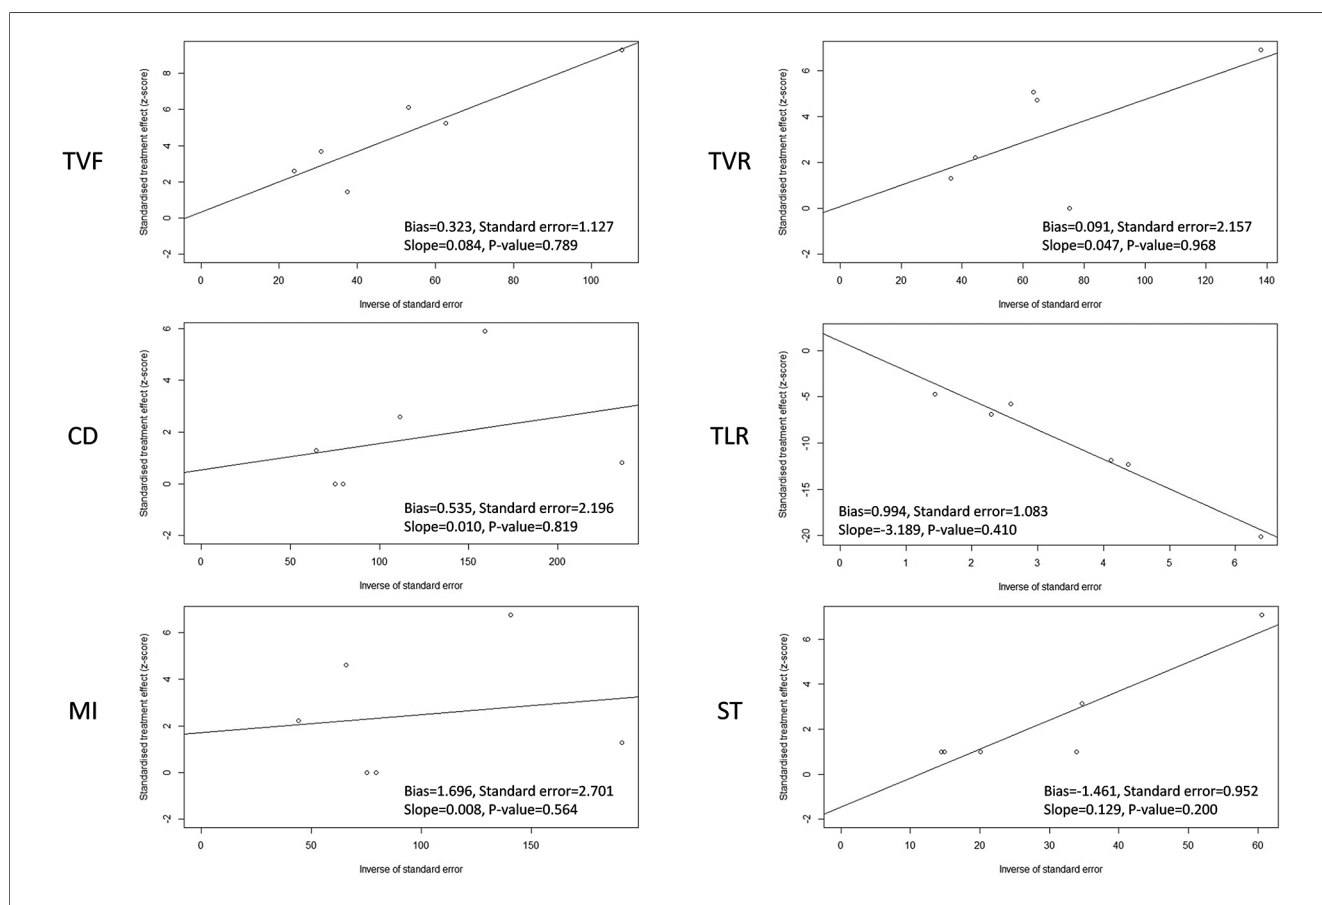 TVF
Standardised treatment effect (z-score)
8
6
4
2
0
-2
Bias=0.323, Standard error=1.127
Slope=0.084, P-value=0.789
0 20 40 60 80 100
Inverse of standard error
TVR
Standardised treatment effect (z-score)
6
4
2
0
-2
Bias=0.091, Standard error=2.157
Slope=0.047, P-value=0.968
0 20 40 60 80 100 120 140
Inverse of standard error
CD
Standardised treatment effect (z-score)
6
4
2
0
-2
Bias=0.535, Standard error=2.196
Slope=0.010, P-value=0.819
0 50 100 150 200
Inverse of standard error
TLR
Standardised treatment effect (z-score)
0
-5
-10
-15
-20
Bias=0.994, Standard error=1.083
Slope=-3.189, P-value=0.410
0 1 2 3 4 5 6
Inverse of standard error
MI
Standardised treatment effect (z-score)
6
4
2
0
-2
Bias=1.696, Standard error=2.701
Slope=0.008, P-value=0.564
0 50 100 150
Inverse of standard error
ST
Standardised treatment effect (z-score)
6
4
2
0
-2
Bias=-1.461, Standard error=0.952
Slope=0.129, P-value=0.200
0 10 20 30 40 50 60
Inverse of standard error